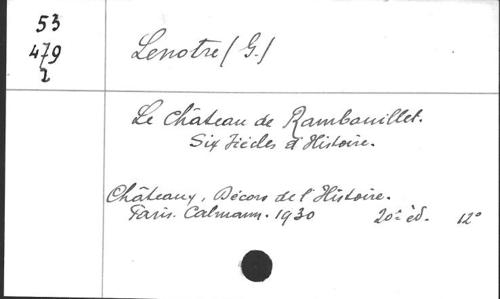 53
479
2
Lenotre (G.)
Le Château de Rambouillet.
Six siècles d'Histoire.
Châteaux, Décors de l'Histoire.
Paris. Calmann. 1930 20e éd. 12°